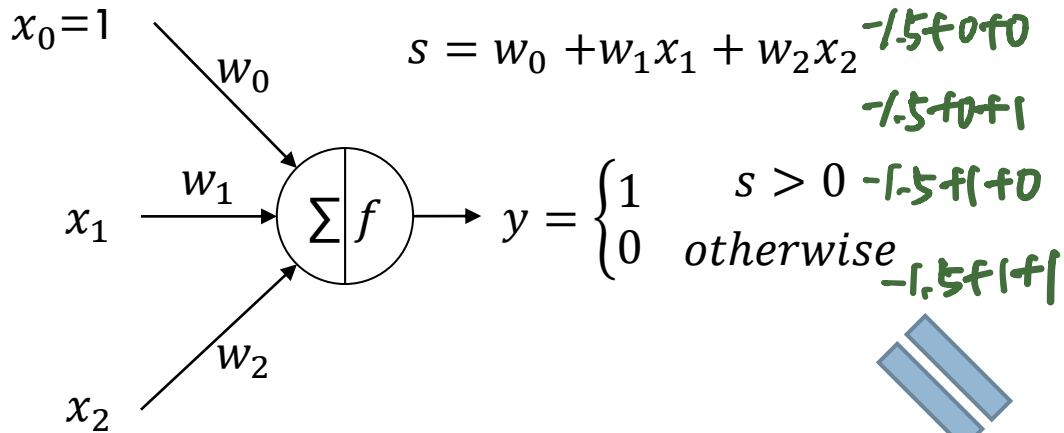 x₀=1
s = w₀ +w₁x₁ + w₂x₂ -1.5+0+0
w₀
-1.5+0+1
w₁
x₁
∑ f
y = {1 s > 0 -1.5+1+0
0 otherwise
-1.5+1+1
w₂
x₂